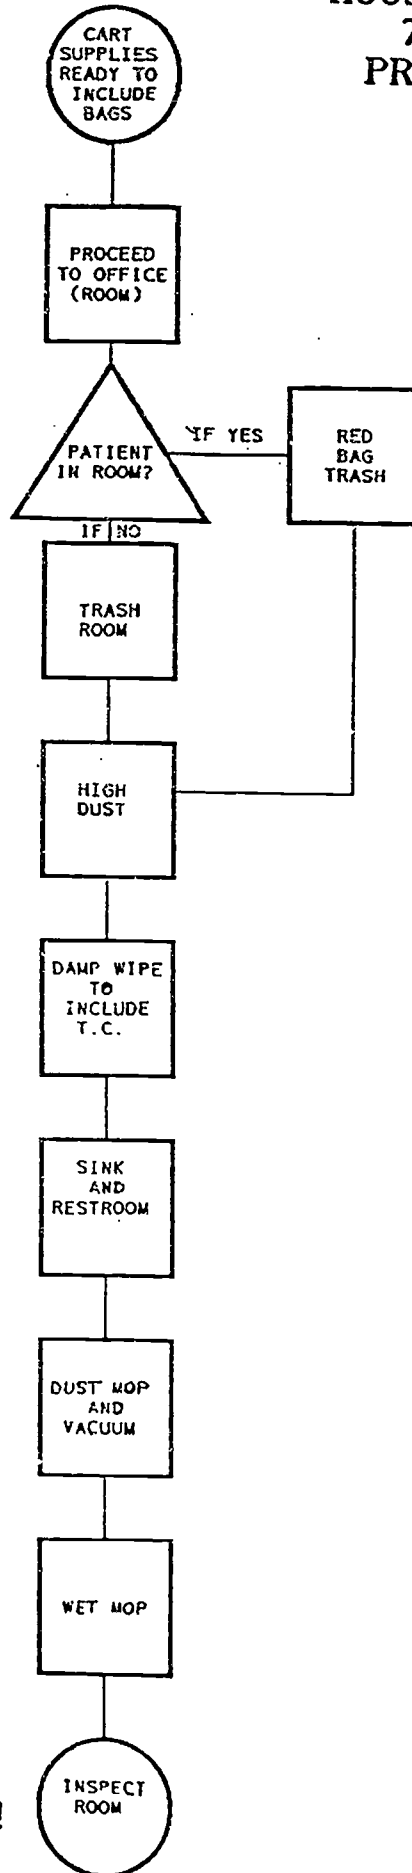 CART
SUPPLIES
READY TO
INCLUDE
BAGS
PR
PROCEED
TO OFFICE
(ROOM)
PATIENT
IN ROOM?
IF YES
RED
BAG
TRASH
IF NO
TRASH
ROOM
HIGH
DUST
DAMP WIPE
TO
INCLUDE
T.C.
SINK
AND
RESTROOM
DUST MOP
AND
VACUUM
WET MOP
INSPECT
ROOM